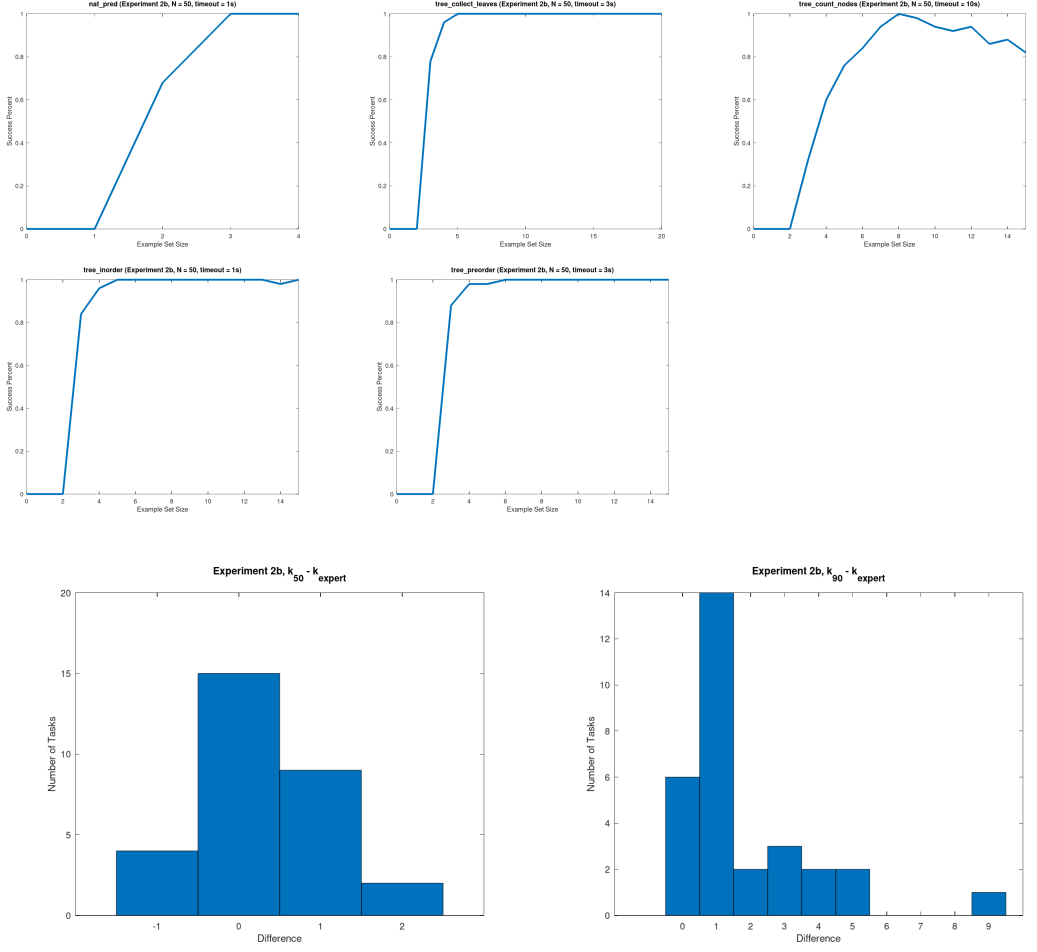 nat_pred (Experiment 2b, N = 50, timeout = 1s)
Success Percent
1
0.8
0.6
0.4
0.2
0
0 1 2 3 4
Example Set Size
tree_collect_leaves (Experiment 2b, N = 50, timeout = 3s)
Success Percent
1
0.8
0.6
0.4
0.2
0
0 5 10 15 20
Example Set Size
tree_count_nodes (Experiment 2b, N = 50, timeout = 10s)
Success Percent
1
0.8
0.6
0.4
0.2
0
0 2 4 6 8 10 12 14
Example Set Size
tree_inorder (Experiment 2b, N = 50, timeout = 1s)
Success Percent
1
0.8
0.6
0.4
0.2
0
0 2 4 6 8 10 12 14
Example Set Size
tree_preorder (Experiment 2b, N = 50, timeout = 3s)
Success Percent
1
0.8
0.6
0.4
0.2
0
0 2 4 6 8 10 12 14
Example Set Size
Experiment 2b, k50 - kexpert
Number of Tasks
20
15
10
5
0
-1 0 1 2
Difference
Experiment 2b, k90 - kexpert
Number of Tasks
14
12
10
8
6
4
2
0
0 1 2 3 4 5 6 7 8 9
Difference